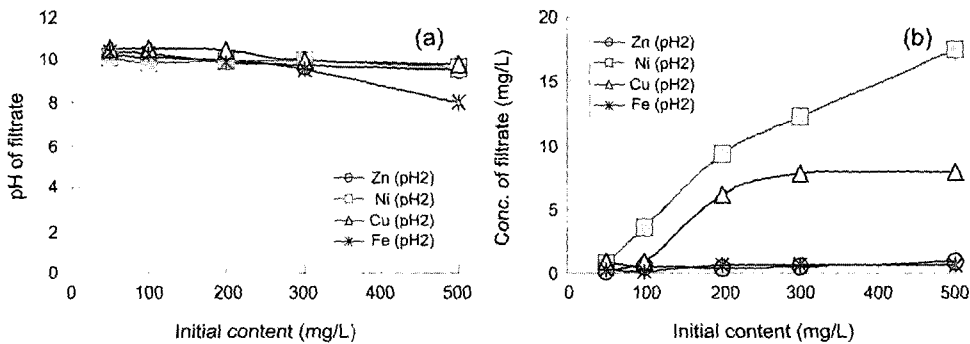 (a)
pH of filtrate
12
10
8
6
4
2
0
Zn (pH2)
Ni (pH2)
Cu (pH2)
Fe (pH2)
0 100 200 300 400 500
Initial content (mg/L)
(b)
Conc. of filtrate (mg/L)
20
15
10
5
0
Zn (pH2)
Ni (pH2)
Cu (pH2)
Fe (pH2)
0 100 200 300 400 500
Initial content (mg/L)